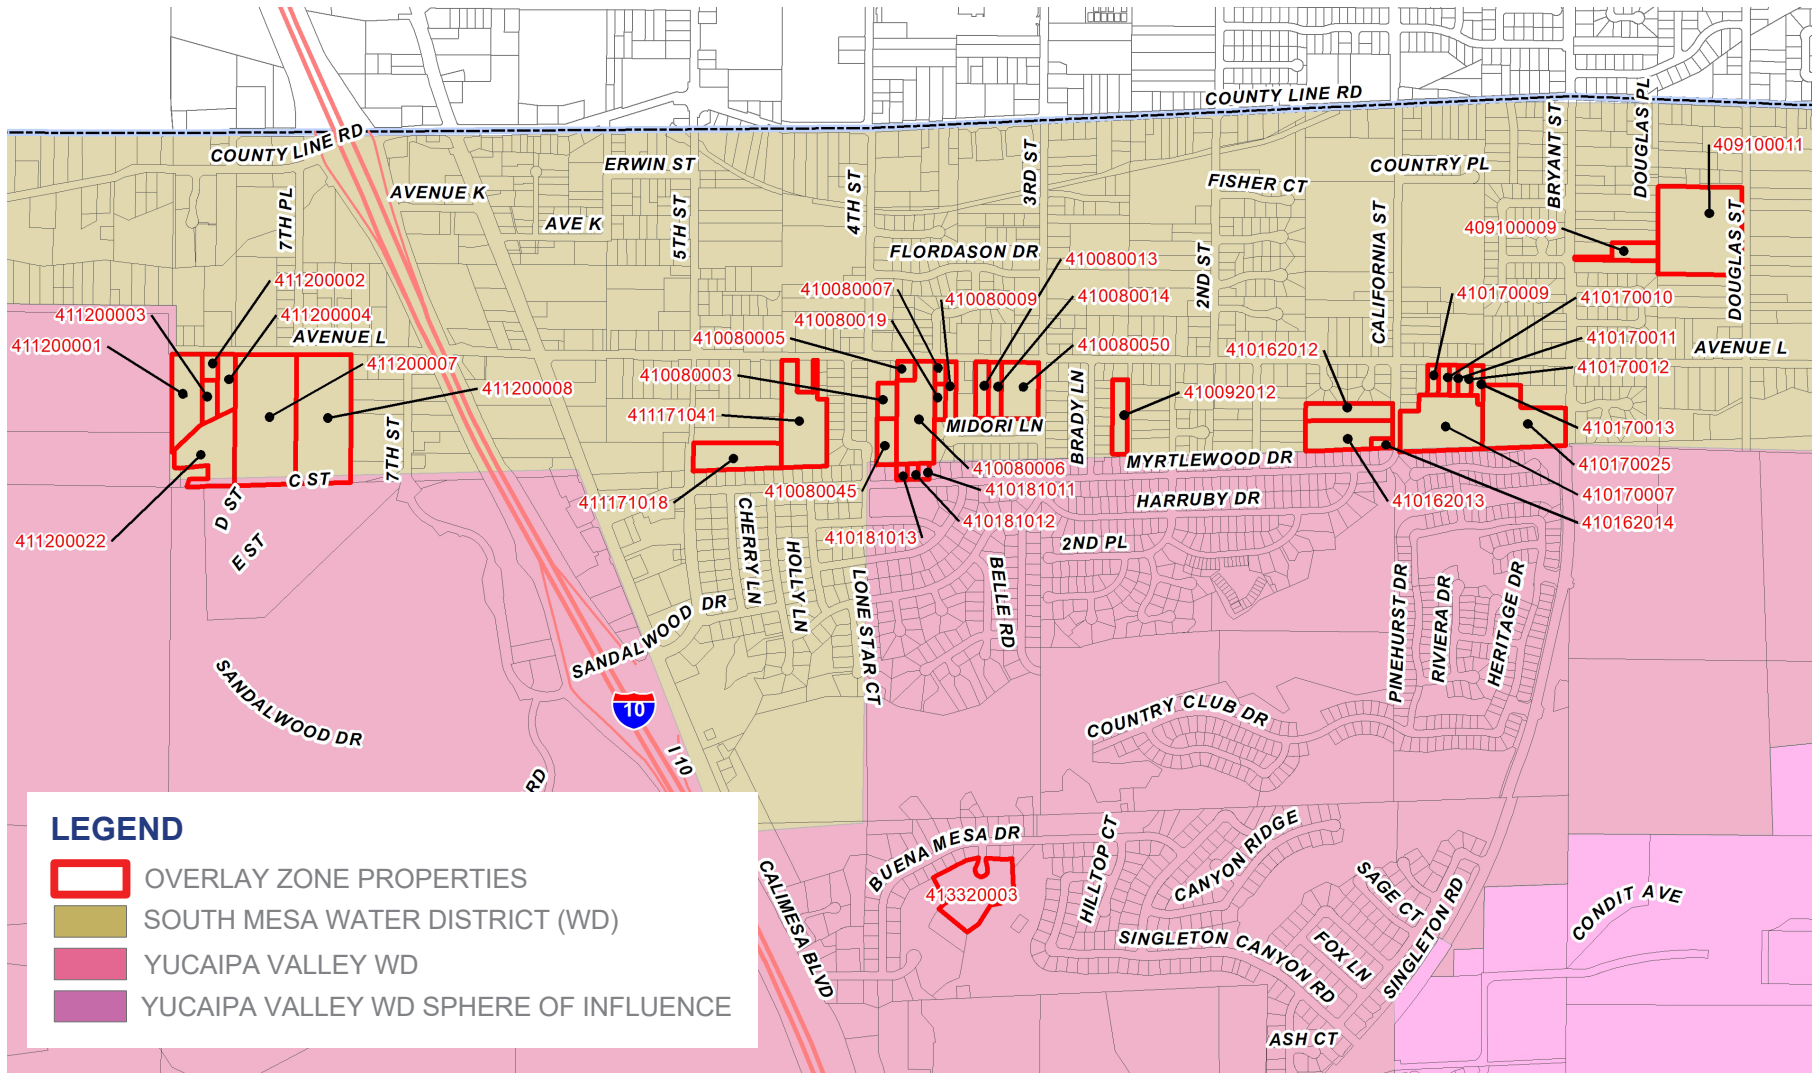 COUNTY LINE RD
COUNTY LINE RD
ERWIN ST
AVENUE K
AVE K
7TH PL
5TH ST
4TH ST
3RD ST
FLORDASON DR
FISHER CT
2ND ST
COUNTRY PL
CALIFORNIA ST
BRYANT ST
DOUGLAS PL
DOUGLAS ST
409100011
409100009
411200002
411200003
411200004
411200001
AVENUE L
411200007
411200008
411200022
7TH ST
C ST
D ST
E ST
410080007
410080009
410080013
410080014
410080019
410080005
410080050
410080003
411171041
MIDORI LN
BRADY LN
410092012
410080006
410080045
411171018
410181011
410181012
410181013
410162012
410170009
410170010
410170011
410170012
AVENUE L
410170013
410170025
410170007
410162013
410162014
MYRTLEWOOD DR
HARRUBY DR
2ND PL
CHERRY LN
HOLLY LN
LONE STAR CT
BELLE RD
SANDALWOOD DR
SANDALWOOD DR
PINEHURST DR
RIVIERA DR
HERITAGE DR
COUNTRY CLUB DR
10
I 10
RD
CALIMESA BLVD
BUENA MESA DR
413320003
HILLTOP CT
CANYON RIDGE
SINGLETON CANYON RD
SAGE CT
FOX LN
SINGLETON RD
CONDIT AVE
ASH CT
LEGEND
OVERLAY ZONE PROPERTIES
SOUTH MESA WATER DISTRICT (WD)
YUCAIPA VALLEY WD
YUCAIPA VALLEY WD SPHERE OF INFLUENCE